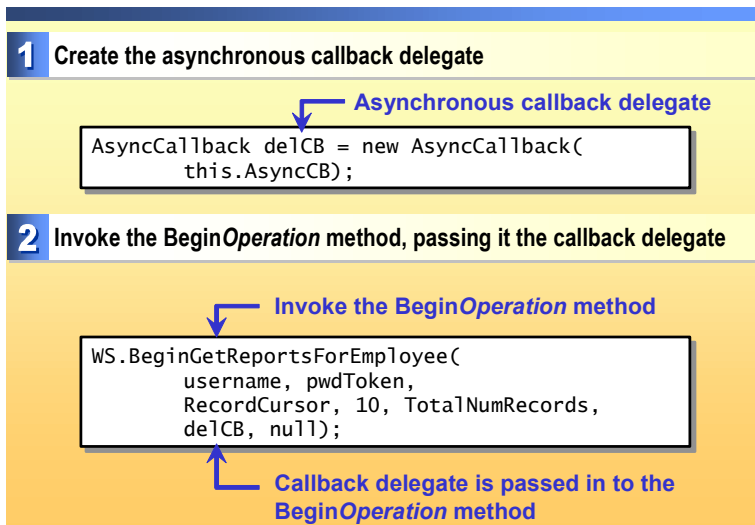 1 Create the asynchronous callback delegate
Asynchronous callback delegate
AsyncCallback delCB = new AsyncCallback(
this.AsyncCB);
2 Invoke the BeginOperation method, passing it the callback delegate
Invoke the BeginOperation method
WS.BeginGetReportsForEmployee(
username, pwdToken,
RecordCursor, 10, TotalNumRecords,
delCB, null);
Callback delegate is passed in to the
BeginOperation method